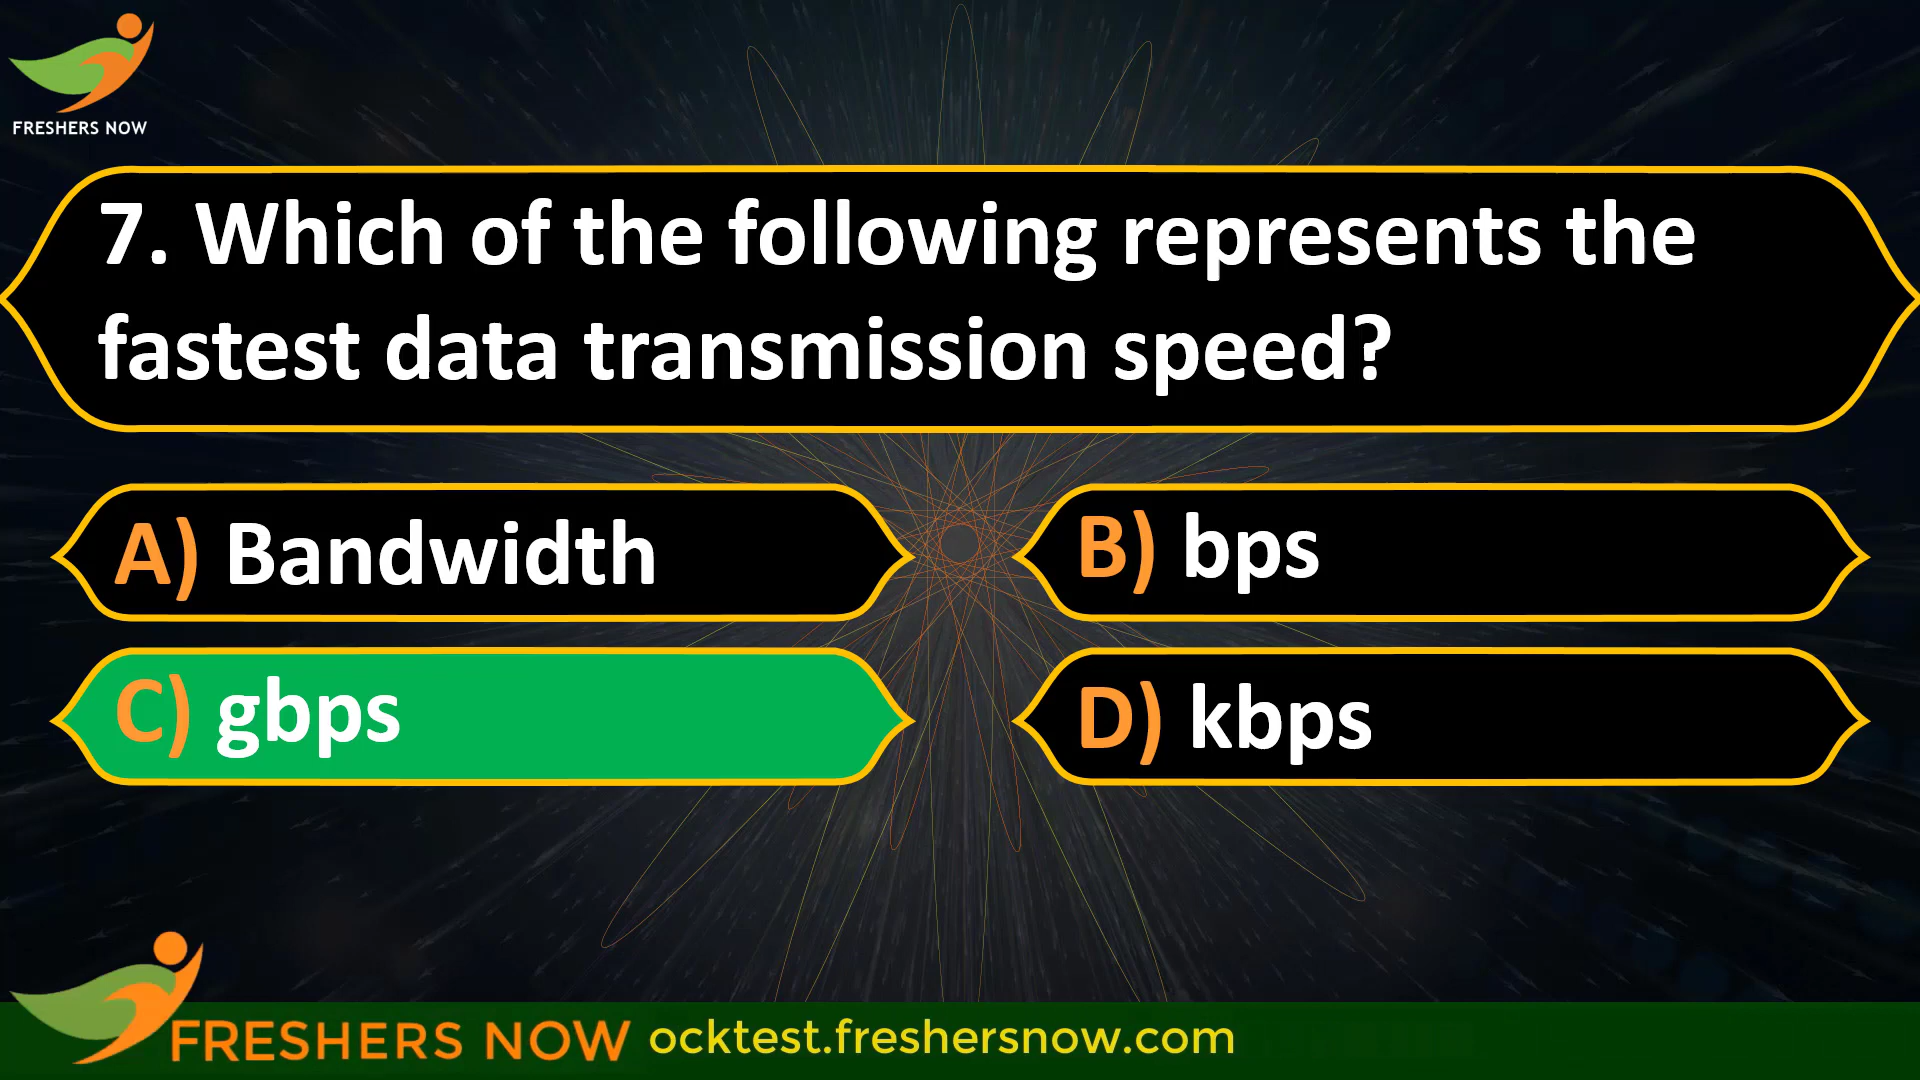 FRESHERS NOW
7. Which of the following represents the
fastest data transmission speed?
A) Bandwidth
B) bps
C) gbps
D) kbps
FRESHERS NOW
ocktest.freshersnow.com